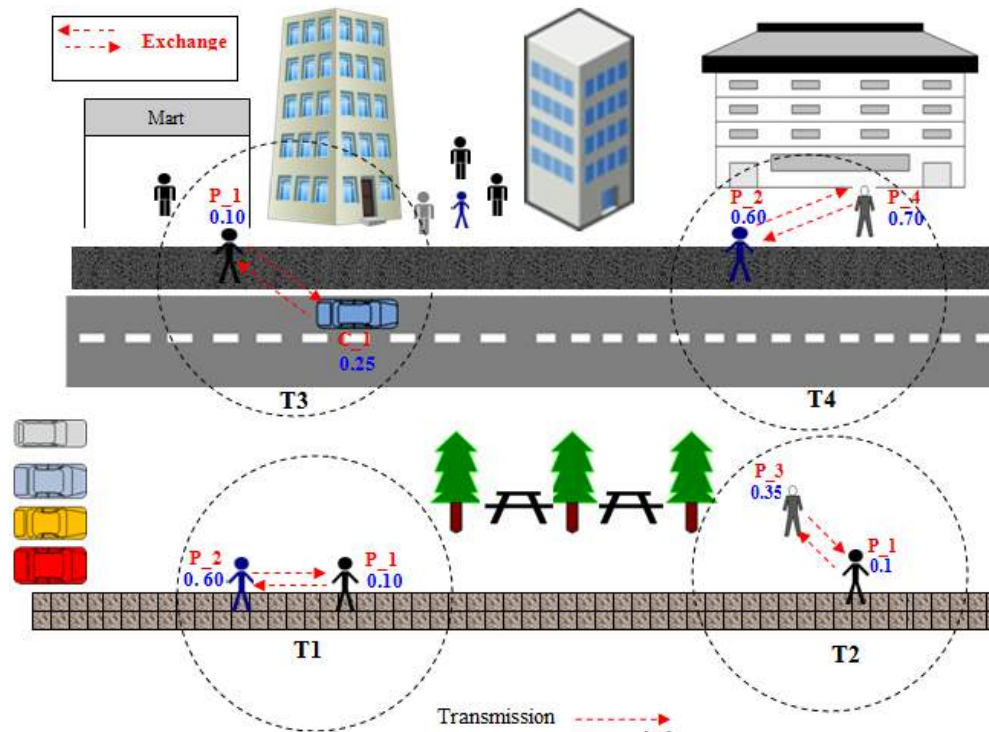 Exchange
Mart
P_1
0.10
P_2
0.60
P_4
0.70
C_1
0.25
T3
T4
P_3
0.35
P_2
0. 60
P_1
0.10
P_1
0.1
T1
T2
Transmission